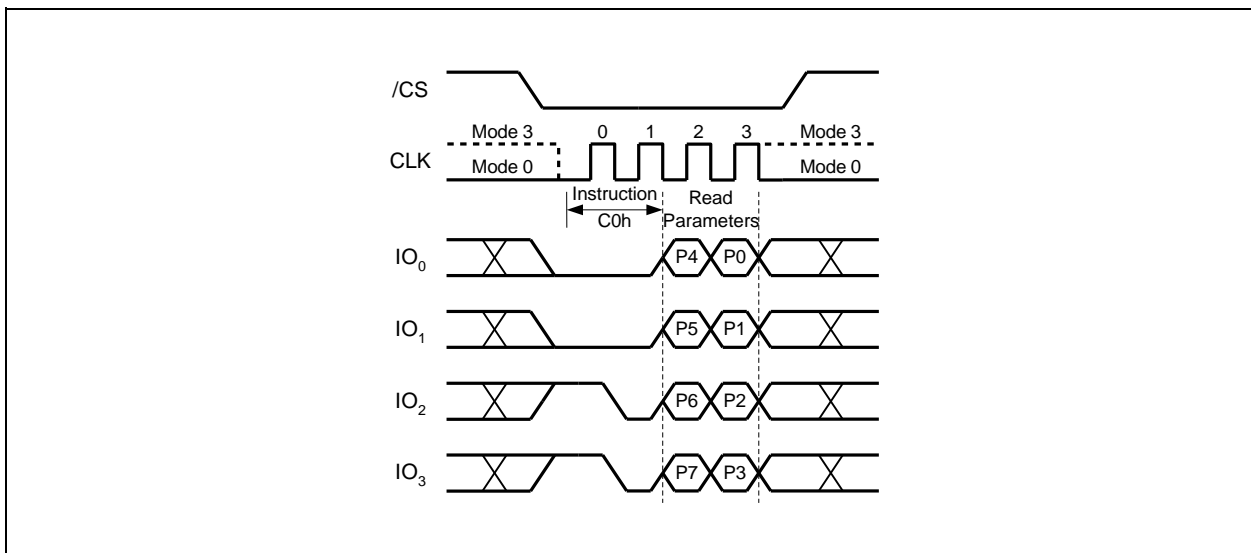 /CS
Mode 3 0 1 2 3 Mode 3
CLK
Mode 0 Mode 0
Instruction Read
C0h Parameters
IO0 P4 P0
IO1 P5 P1
IO2 P6 P2
IO3 P7 P3